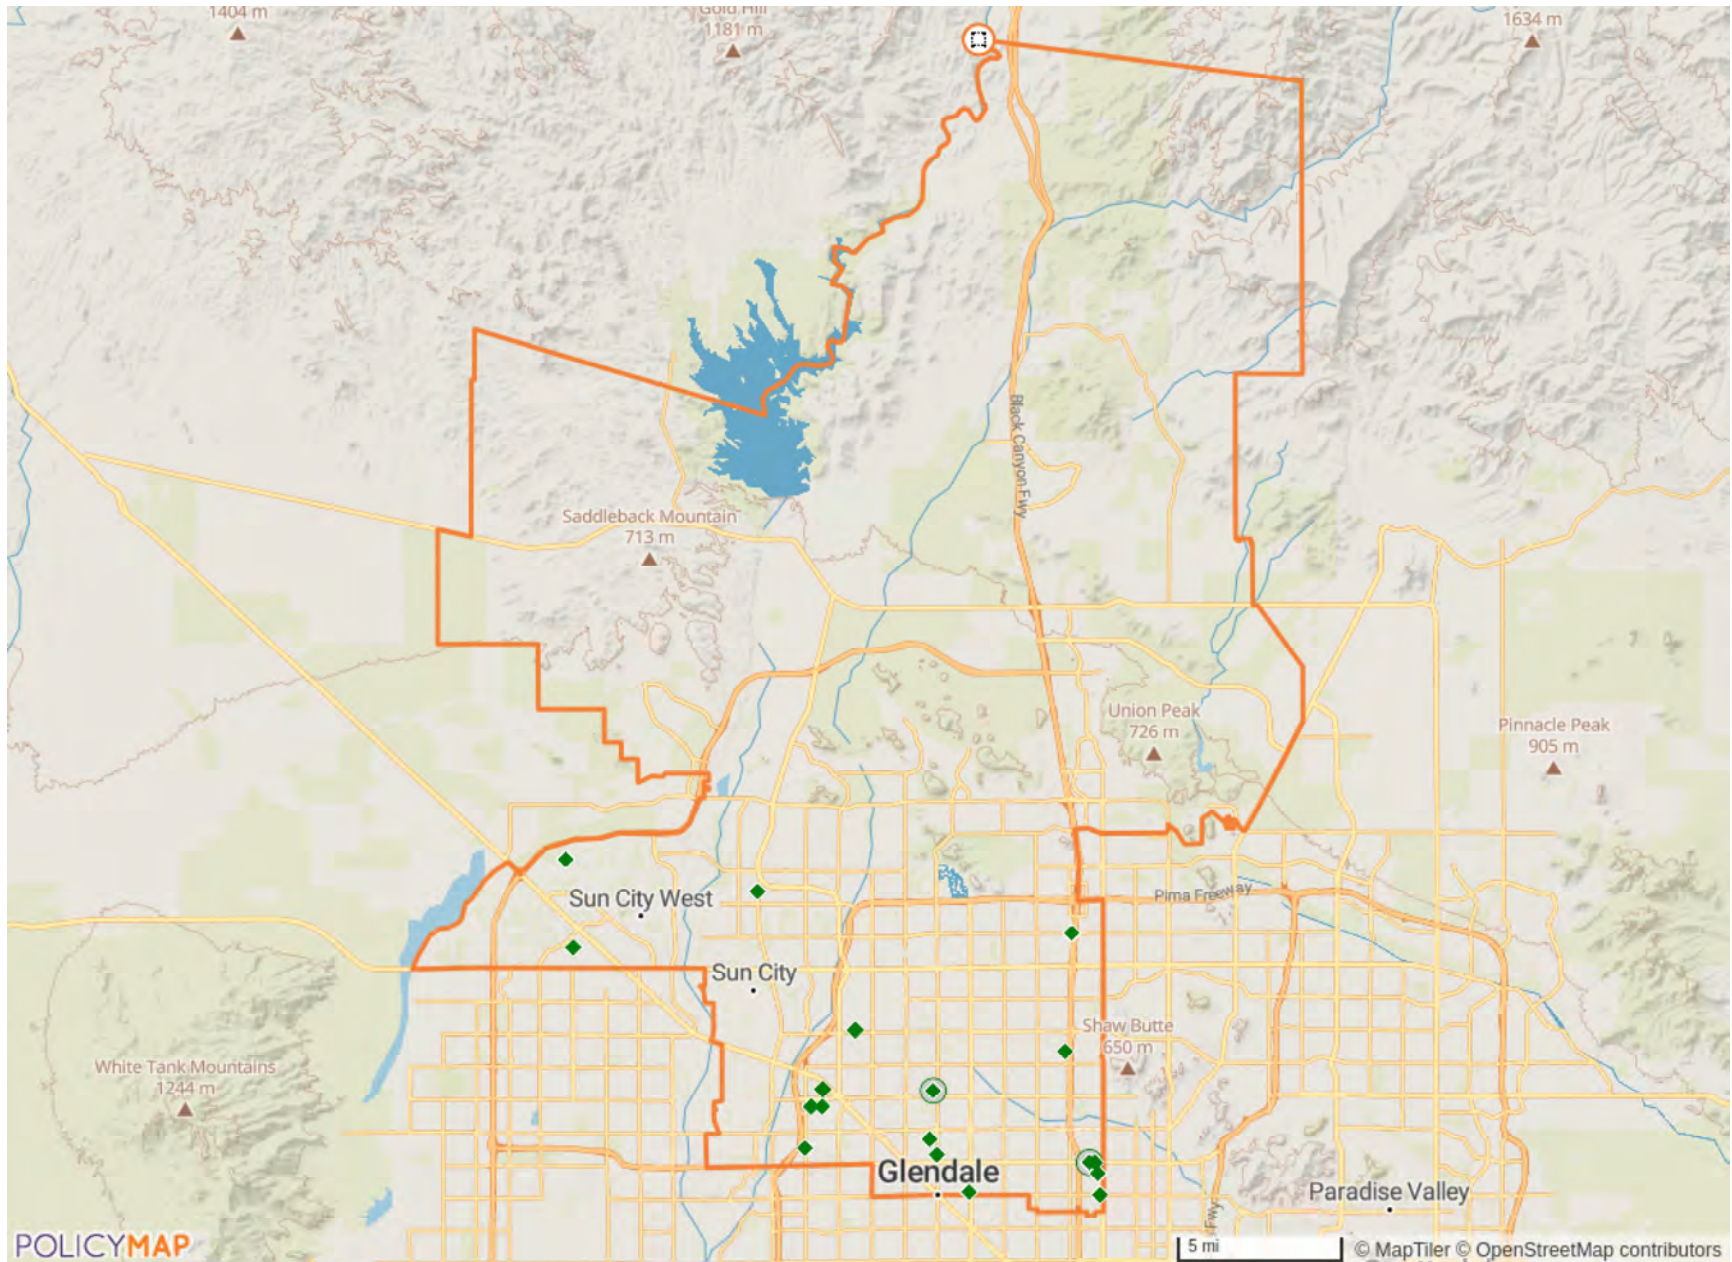 1404 m
Gold Hill
1181 m
1634 m
Black Canyon Fwy
Saddleback Mountain
713 m
Union Peak
726 m
Pinnacle Peak
905 m
Sun City West
Pima Freeway
Sun City
Shaw Butte
650 m
White Tank Mountains
1244 m
Glendale
Paradise Valley
Fwy
POLICYMAP
5 mi
© MapTiler © OpenStreetMap contributors